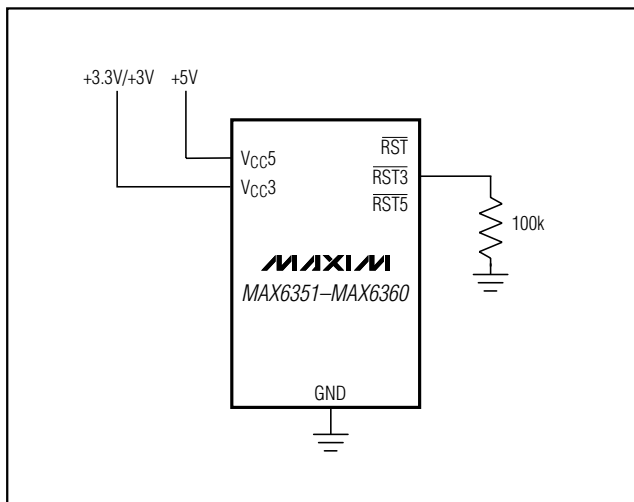 +3.3V/+3V +5V
VCC5
VCC3
RST
RST3
RST5
100k
MAXIM
MAX6351–MAX6360
GND